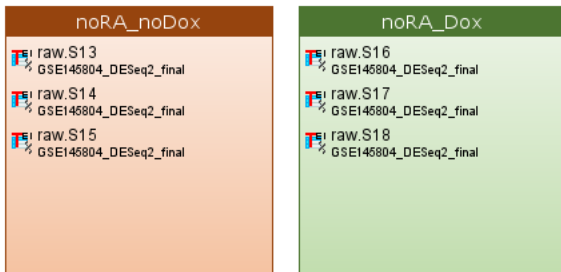 noRA_noDox
raw.S13
GSE145804_DESeq2_final
raw.S14
GSE145804_DESeq2_final
raw.S15
GSE145804_DESeq2_final
noRA_Dox
raw.S16
GSE145804_DESeq2_final
raw.S17
GSE145804_DESeq2_final
raw.S18
GSE145804_DESeq2_final